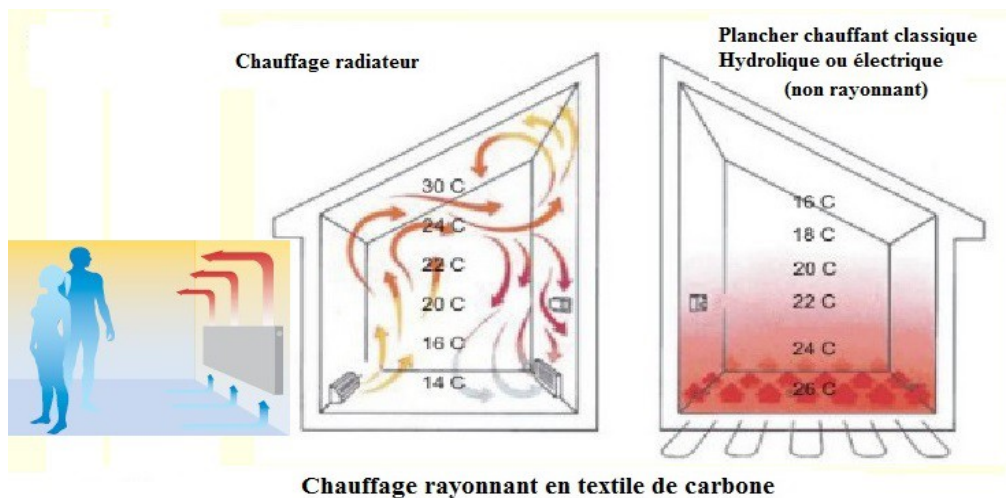 Chauffage radiateur
Plancher chauffant classique
Hydrolique ou électrique
(non rayonnant)
30 C
24 C
22 C
20 C
16 C
14 C
16 C
18 C
20 C
22 C
24 C
26 C
Chauffage rayonnant en textile de carbone